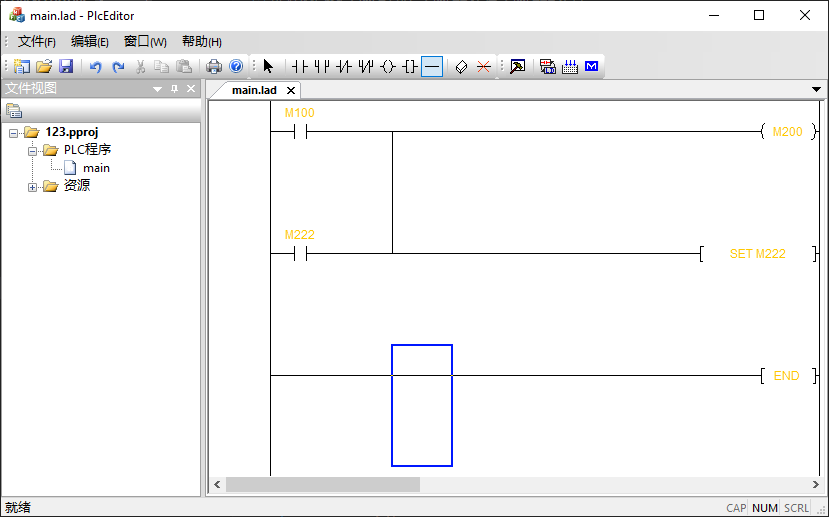 main.lad - PlcEditor
文件(F) 编辑(E) 窗口(W) 帮助(H)
文件视图
123.pproj
PLC程序
main
资源
main.lad
M100
M200
M222
SET M222
END
就绪
CAP NUM SCRL